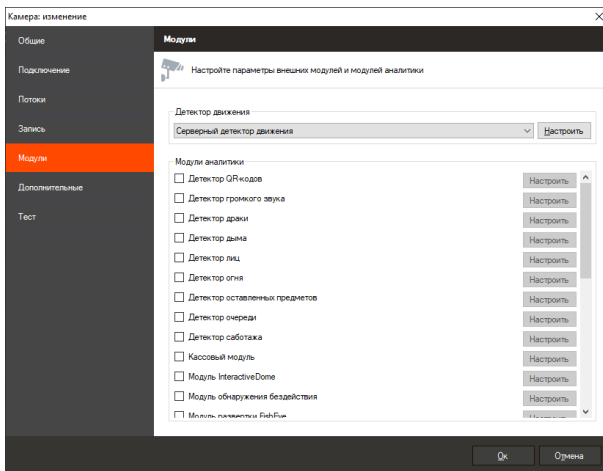 Камера: изменение
Общие
Подключение
Потоки
Запись
Модули
Дополнительные
Тест
Модули
Настройте параметры внешних модулей и модулей аналитики
Детектор движения
Серверный детектор движения
Настроить
Модули аналитики
Детектор QR-кодов Настроить
Детектор громкого звука Настроить
Детектор драки Настроить
Детектор дыма Настроить
Детектор лиц Настроить
Детектор огня Настроить
Детектор оставленных предметов Настроить
Детектор очереди Настроить
Детектор саботажа Настроить
Кассовый модуль Настроить
Модуль InteractiveDome Настроить
Модуль обнаружения бездействия Настроить
Модуль развертки FishEye Настроить
Ок Отмена